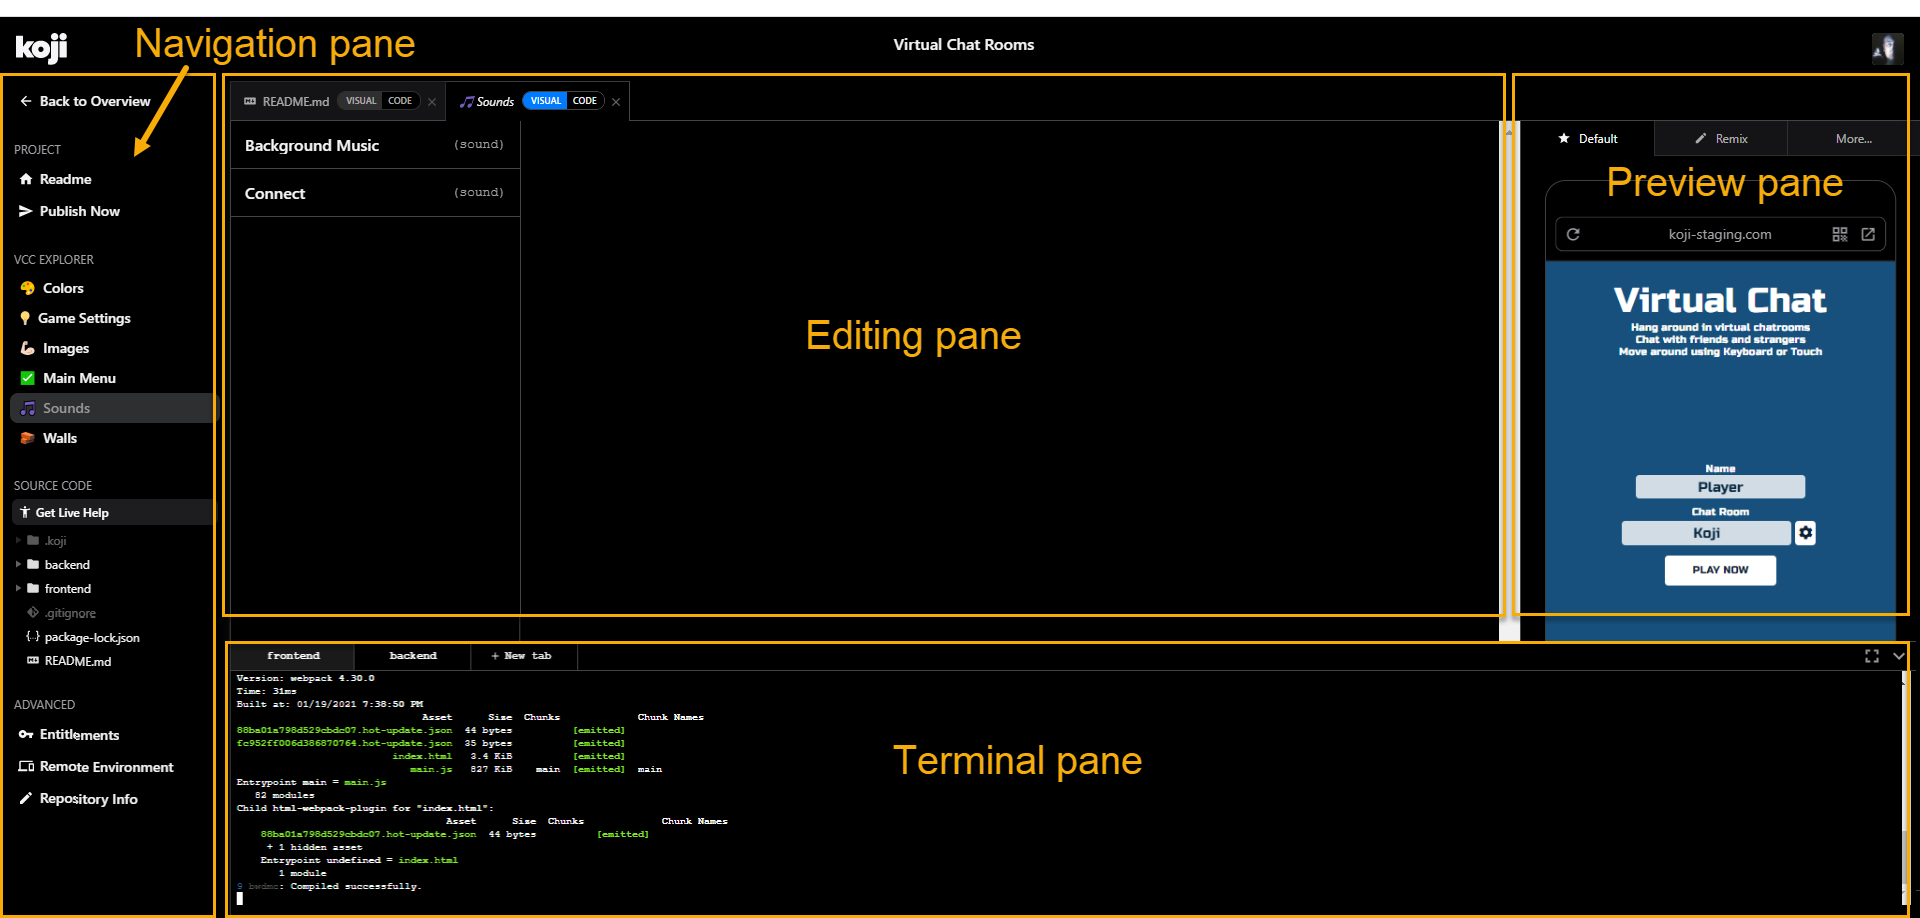 koji
Navigation pane
Virtual Chat Rooms
Back to Overview
PROJECT
Readme
Publish Now
VCC EXPLORER
Colors
Game Settings
Images
Main Menu
Sounds
Walls
SOURCE CODE
Get Live Help
.koji
backend
frontend
.gitignore
package-lock.json
README.md
ADVANCED
Entitlements
Remote Environment
Repository Info
README.md VISUAL CODE
Sounds VISUAL CODE
Background Music (sound)
Connect (sound)
Editing pane
Default Remix More...
Preview pane
koji-staging.com
Virtual Chat
Hang around in virtual chatrooms
Chat with friends and strangers
Move around using Keyboard or Touch
Name
Player
Chat Room
Koji
PLAY NOW
frontend backend + New tab
Version: webpack 4.30.0
Time: 31ms
Built at: 01/19/2021 7:38:50 PM
Asset Size Chunks Chunk Names
88ba01a798d529cbdc07.hot-update.json 44 bytes [emitted]
fc952ff006d386870764.hot-update.json 35 bytes [emitted]
index.html 3.4 KiB [emitted]
main.js 827 KiB main [emitted] main
Entrypoint main = main.js
82 modules
Child html-webpack-plugin for "index.html":
Asset Size Chunks Chunk Names
88ba01a798d529cbdc07.hot-update.json 44 bytes [emitted]
+ 1 hidden asset
Entrypoint undefined = index.html
1 module
9 ｢wdm｣: Compiled successfully.
Terminal pane